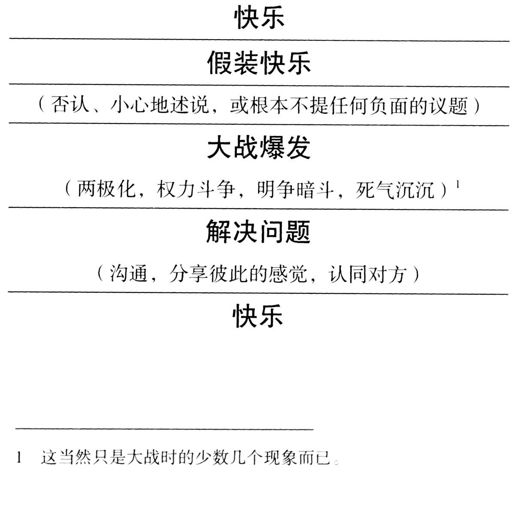 快乐
假装快乐
（否认、小心地述说，或根本不提任何负面的议题）
大战爆发
（两极化，权力斗争，明争暗斗，死气沉沉）1
解决问题
（沟通，分享彼此的感觉，认同对方）
快乐
1 这当然只是大战时的少数几个现象而已。